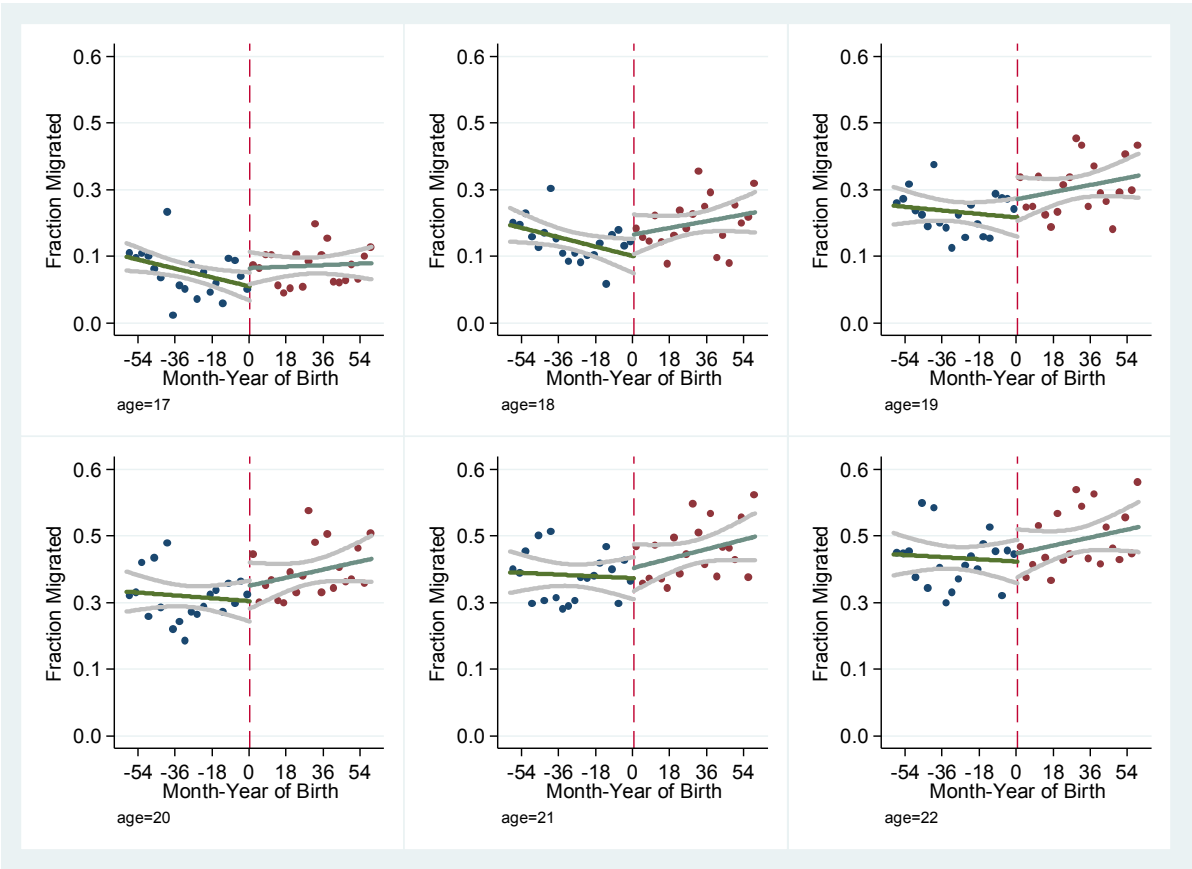 0.6
0.5
0.3
0.1
0.0
Fraction Migrated
-54 -36 -18 0 18 36 54
Month-Year of Birth
age=17
0.6
0.5
0.3
0.1
0.0
Fraction Migrated
-54 -36 -18 0 18 36 54
Month-Year of Birth
age=18
0.6
0.5
0.3
0.1
0.0
Fraction Migrated
-54 -36 -18 0 18 36 54
Month-Year of Birth
age=19
0.6
0.5
0.3
0.1
0.0
Fraction Migrated
-54 -36 -18 0 18 36 54
Month-Year of Birth
age=20
0.6
0.5
0.3
0.1
0.0
Fraction Migrated
-54 -36 -18 0 18 36 54
Month-Year of Birth
age=21
0.6
0.5
0.3
0.1
0.0
Fraction Migrated
-54 -36 -18 0 18 36 54
Month-Year of Birth
age=22